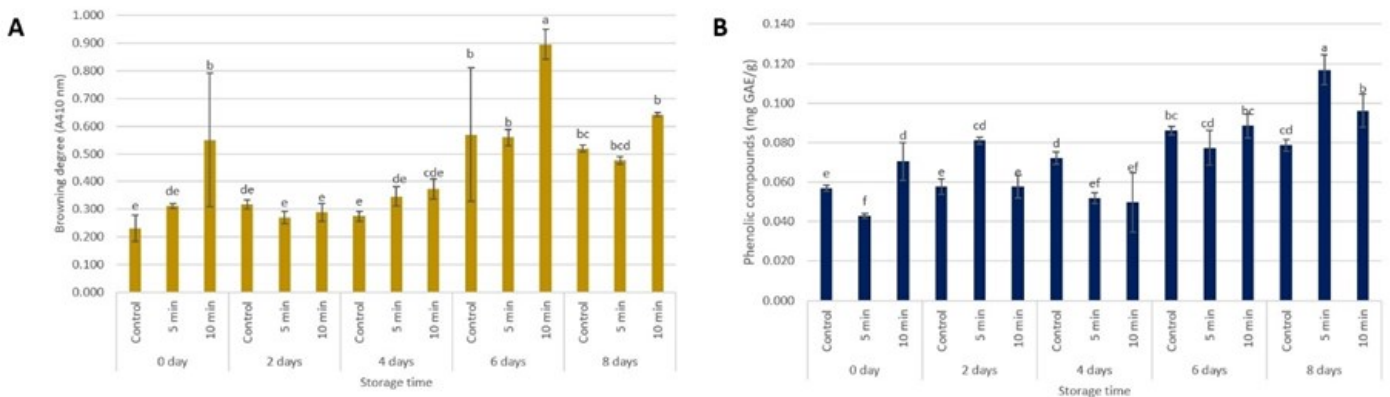 A
Browning degree (A410 nm)
1.000
0.900
0.800
0.700
0.600
0.500
0.400
0.300
0.200
0.100
0.000
e
de
b
de
e
e
e
de
cde
b
b
a
bc
bcd
b
Control
5 min
10 min
Control
5 min
10 min
Control
5 min
10 min
Control
5 min
10 min
Control
5 min
10 min
0 day
2 days
4 days
6 days
8 days
Storage time
B
Phenolic compounds (mg GAE/g)
0.140
0.120
0.100
0.080
0.060
0.040
0.020
0.000
e
f
d
e
cd
e
d
ef
ef
bc
cd
bc
cd
a
b
Control
5 min
10 min
Control
5 min
10 min
Control
5 min
10 min
Control
5 min
10 min
Control
5 min
10 min
0 day
2 days
4 days
6 days
8 days
Storage time